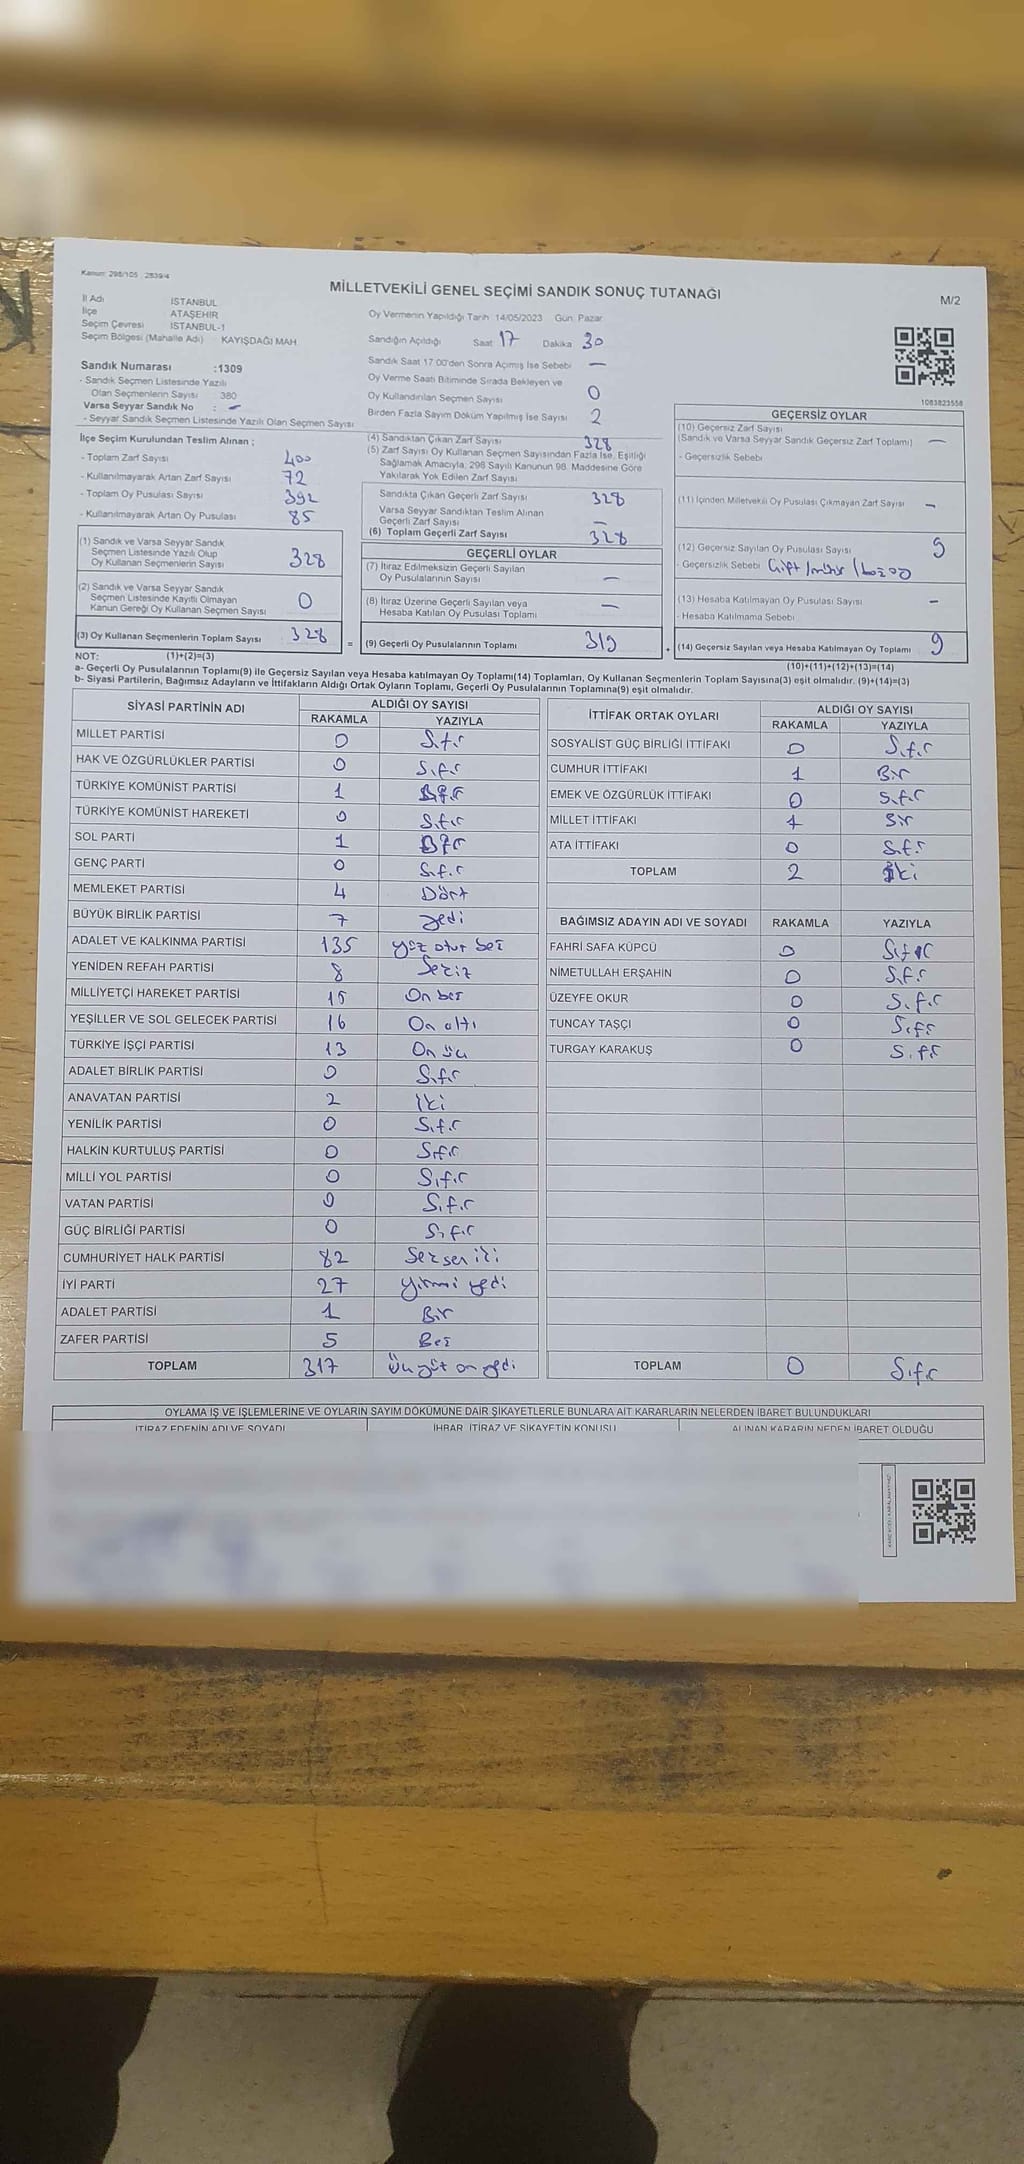 Kanun: 298/105 2839/4
MİLLETVEKİLİ GENEL SEÇİMİ SANDIK SONUÇ TUTANAĞI
M/2
İl Adı İSTANBUL
İlçe ATAŞEHİR
Seçim Çevresi İSTANBUL-1
Seçim Bölgesi (Mahalle Adı) KAYIŞDAĞI MAH
Oy Vermenin Yapıldığı Tarih 14/05/2023 Gün: Pazar
Sandığın Açıldığı Saat 17 Dakika 30
Sandık Saat 17:00'den Sonra Açımış İse Sebebi —
Oy Verme Saati Bitiminde Sırada Bekleyen ve
Oy Kullandırılan Seçmen Sayısı 0
Birden Fazla Sayım Döküm Yapılmış İse Sayısı 2
Sandık Numarası :1309
- Sandık Seçmen Listesinde Yazılı
Olan Seçmenlerin Sayısı : 380
Varsa Seyyar Sandık No : -
- Seyyar Sandık Seçmen Listesinde Yazılı Olan Seçmen Sayısı
1083823558
İlçe Seçim Kurulundan Teslim Alınan ;
- Toplam Zarf Sayısı 400
- Kullanılmayarak Artan Zarf Sayısı 72
- Toplam Oy Pusulası Sayısı 392
- Kullanılmayarak Artan Oy Pusulası 85
(1) Sandık ve Varsa Seyyar Sandık
Seçmen Listesinde Yazılı Olup
Oy Kullanan Seçmenlerin Sayısı 328
(2) Sandık ve Varsa Seyyar Sandık
Seçmen Listesinde Kayıtlı Olmayan
Kanun Gereği Oy Kullanan Seçmen Sayısı 0
(3) Oy Kullanan Seçmenlerin Toplam Sayısı 328 =
(4) Sandıktan Çıkan Zarf Sayısı 328
(5) Zarf Sayısı Oy Kullanan Seçmen Sayısından Fazla İse, Eşitliği
Sağlamak Amacıyla, 298 Sayılı Kanunun 98. Maddesine Göre
Yakılarak Yok Edilen Zarf Sayısı
Sandıkta Çıkan Geçerli Zarf Sayısı 328
Varsa Seyyar Sandıktan Teslim Alınan
Geçerli Zarf Sayısı —
(6) Toplam Geçerli Zarf Sayısı 328
GEÇERLİ OYLAR
(7) İtiraz Edilmeksizin Geçerli Sayılan
Oy Pusulalarının Sayısı —
(8) İtiraz Üzerine Geçerli Sayılan veya
Hesaba Katılan Oy Pusulası Toplamı —
(9) Geçerli Oy Pusulalarının Toplamı 319 +
GEÇERSİZ OYLAR
(10) Geçersiz Zarf Sayısı
(Sandık ve Varsa Seyyar Sandık Geçersiz Zarf Toplamı) —
- Geçersizlik Sebebi
(11) İçinden Milletvekili Oy Pusulası Çıkmayan Zarf Sayısı -
(12) Geçersiz Sayılan Oy Pusulası Sayısı 9
- Geçersizlik Sebebi Çift
(13) Hesaba Katılmayan Oy Pusulası Sayısı -
- Hesaba Katılmama Sebebi
(14) Geçersiz Sayılan veya Hesaba Katılmayan Oy Toplamı 9
NOT: (1)+(2)=(3) (10)+(11)+(12)+(13)=(14)
a- Geçerli Oy Pusulalarının Toplamı(9) ile Geçersiz Sayılan veya Hesaba katılmayan Oy Toplamı(14) Toplamları, Oy Kullanan Seçmenlerin Toplam Sayısına(3) eşit olmalıdır. (9)+(14)=(3)
b- Siyasi Partilerin, Bağımsız Adayların ve İttifakların Aldığı Ortak Oyların Toplamı, Geçerli Oy Pusulalarının Toplamına(9) eşit olmalıdır.
SİYASİ PARTİNİN ADI ALDIĞI OY SAYISI
RAKAMLA YAZIYLA
MİLLET PARTİSİ 0 Sıfır
HAK VE ÖZGÜRLÜKLER PARTİSİ 0 Sıfır
TÜRKİYE KOMÜNİST PARTİSİ 1 Bir
TÜRKİYE KOMÜNİST HAREKETİ 0 Sıfır
SOL PARTİ 1 Bir
GENÇ PARTİ 0 Sıfır
MEMLEKET PARTİSİ 4 Dört
BÜYÜK BİRLİK PARTİSİ 7 Yedi
ADALET VE KALKINMA PARTİSİ 135 yüz otuz beş
YENİDEN REFAH PARTİSİ 8 Sekiz
MİLLİYETÇİ HAREKET PARTİSİ 15 On beş
YEŞİLLER VE SOL GELECEK PARTİSİ 16 On altı
TÜRKİYE İŞÇİ PARTİSİ 13 On üç
ADALET BİRLİK PARTİSİ 0 Sıfır
ANAVATAN PARTİSİ 2 İki
YENİLİK PARTİSİ 0 Sıfır
HALKIN KURTULUŞ PARTİSİ 0 Sıfır
MİLLİ YOL PARTİSİ 0 Sıfır
VATAN PARTİSİ 0 Sıfır
GÜÇ BİRLİĞİ PARTİSİ 0 Sıfır
CUMHURİYET HALK PARTİSİ 82 Seksen iki
İYİ PARTİ 27 Yirmi yedi
ADALET PARTİSİ 1 Bir
ZAFER PARTİSİ 5 Beş
TOPLAM 317 Üç yüz on yedi
İTTİFAK ORTAK OYLARI ALDIĞI OY SAYISI
RAKAMLA YAZIYLA
SOSYALİST GÜÇ BİRLİĞİ İTTİFAKI 0 Sıfır
CUMHUR İTTİFAKI 1 Bir
EMEK VE ÖZGÜRLÜK İTTİFAKI 0 Sıfır
MİLLET İTTİFAKI 1 Bir
ATA İTTİFAKI 0 Sıfır
TOPLAM 2 İki
BAĞIMSIZ ADAYIN ADI VE SOYADI RAKAMLA YAZIYLA
FAHRİ SAFA KÜPCÜ 0 Sıfır
NİMETULLAH ERŞAHİN 0 Sıfır
ÜZEYFE OKUR 0 Sıfır
TUNCAY TAŞÇI 0 Sıfır
TURGAY KARAKUŞ 0 Sıfır
TOPLAM 0 Sıfır
OYLAMA İŞ VE İŞLEMLERİNE VE OYLARIN SAYIM DÖKÜMÜNE DAİR ŞİKAYETLERLE BUNLARA AİT KARARLARIN NELERDEN İBARET BULUNDUKLARI
İTİRAZ EDENİN ADI VE SOYADI İHBAR, İTİRAZ VE ŞİKAYETİN KONUSU ALINAN KARARIN NEDEN İBARET OLDUĞU